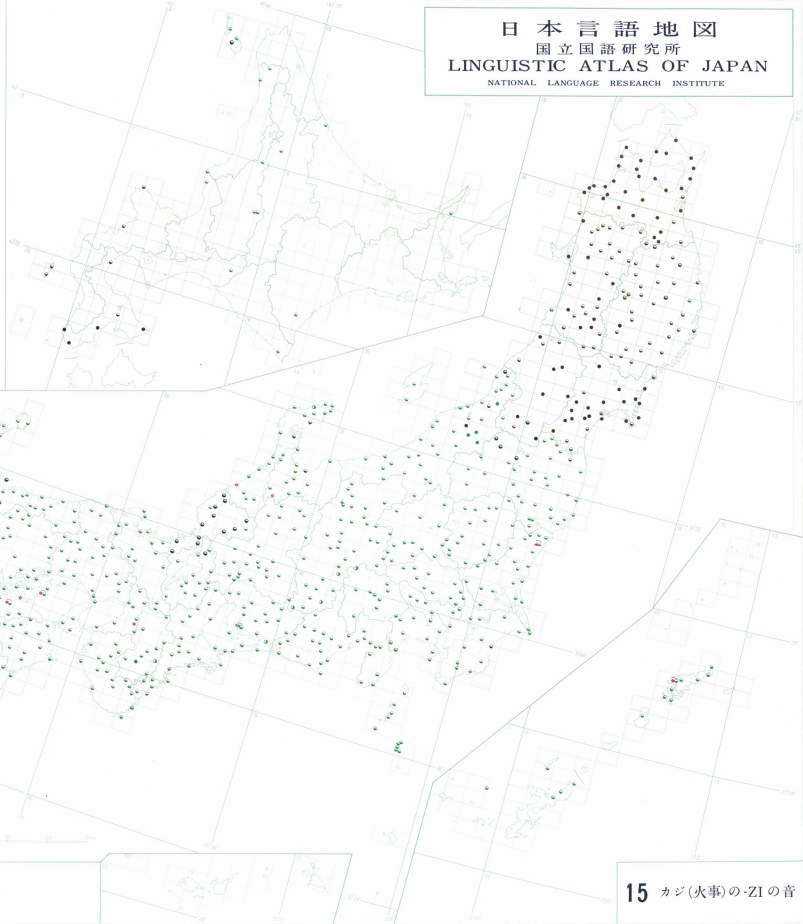 日本言語地図
国立国語研究所
LINGUISTIC ATLAS OF JAPAN
NATIONAL LANGUAGE RESEARCH INSTITUTE
15 カジ(火事)の-ZIの音